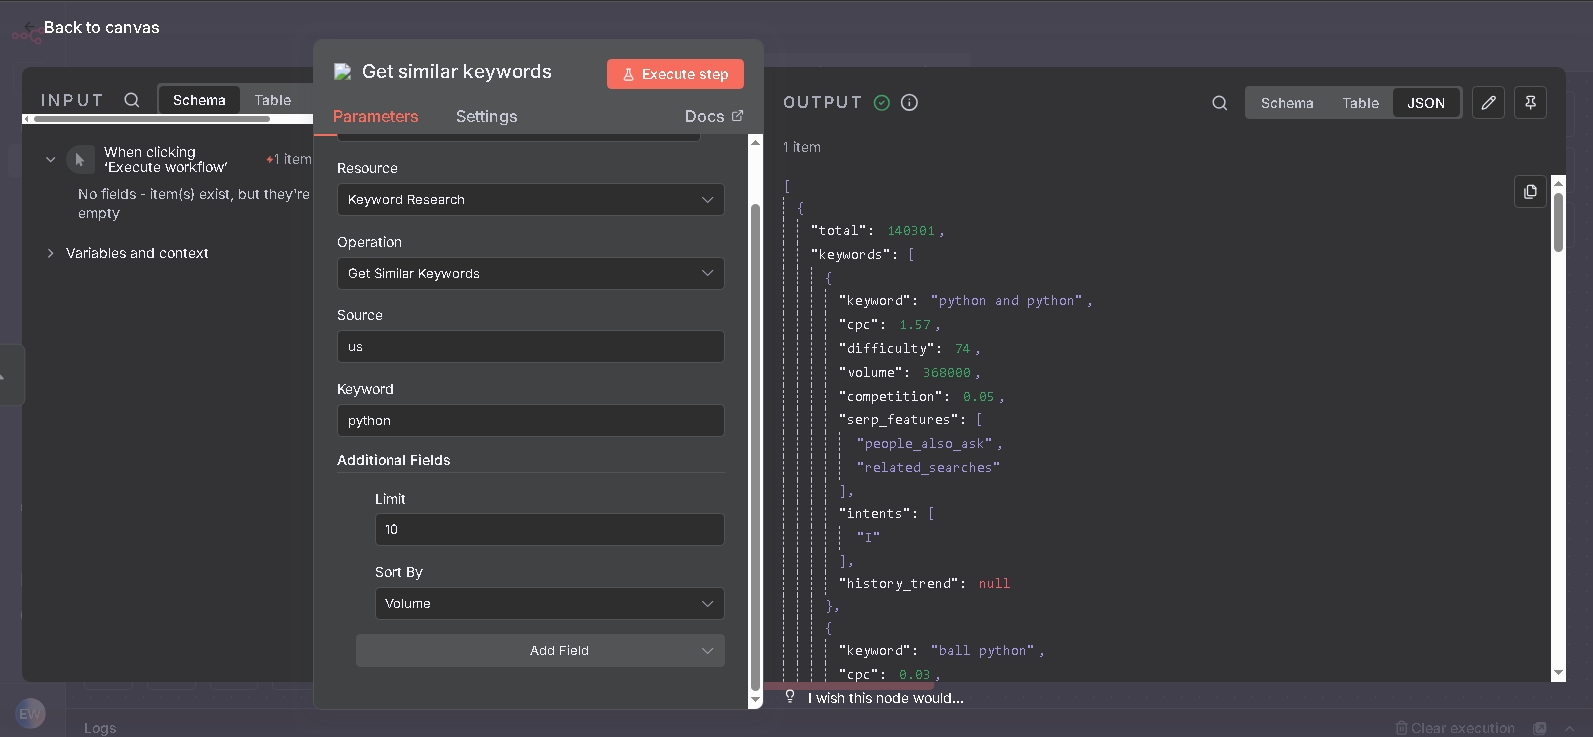 Back to canvas
INPUT
Schema
Table
When clicking
‘Execute workflow’
1 item
No fields - item(s) exist, but they're
empty
Variables and context
Get similar keywords
Execute step
Parameters
Settings
Docs
Resource
Keyword Research
Operation
Get Similar Keywords
Source
us
Keyword
python
Additional Fields
Limit
10
Sort By
Volume
Add Field
OUTPUT
Schema
Table
JSON
1 item
[
{
"total": 140301,
"keywords": [
{
"keyword": "python and python",
"cpc": 1.57,
"difficulty": 74,
"volume": 368000,
"competition": 0.05,
"serp_features": [
"people_also_ask",
"related_searches"
],
"intents": [
"I"
],
"history_trend": null
},
{
"keyword": "ball python",
"cpc": 0.03,
I wish this node would...
EW
Logs
Clear execution